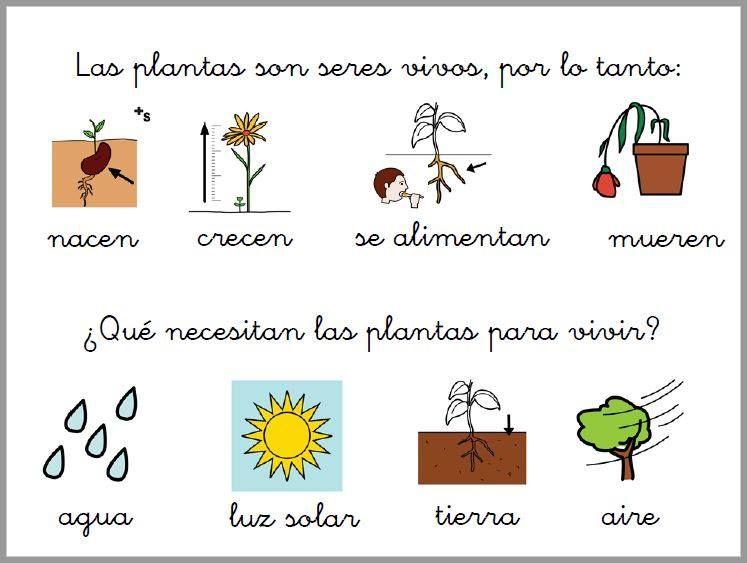 Las plantas son seres vivos, por lo tanto:
+s
nacen crecen se alimentan mueren
¿Qué necesitan las plantas para vivir?
agua luz solar tierra aire